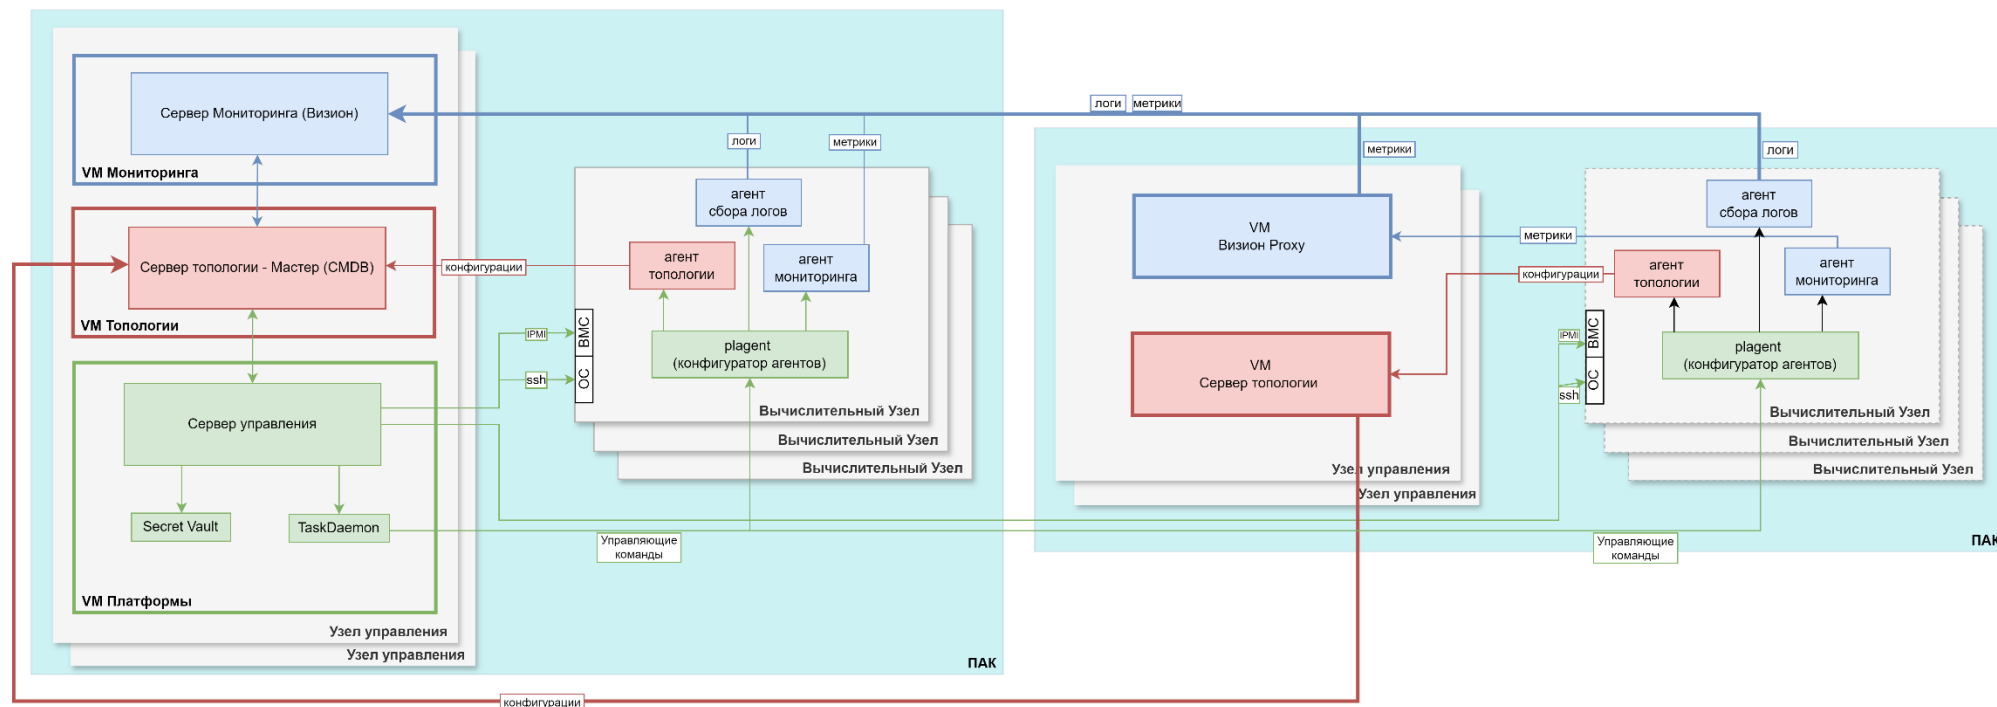 Сервер Мониторинга (Визион)
VM Мониторинга
Сервер топологии - Мастер (CMDB)
VM Топологии
Сервер управления
Secret Vault
TaskDaemon
VM Платформы
Узел управления
Узел управления
ПАК
логи
метрики
агент
сбора логов
агент
топологии
агент
мониторинга
конфигурации
IPMI
ssh
BMC
ОС
plagent
(конфигуратор агентов)
Вычислительный Узел
Вычислительный Узел
Вычислительный Узел
Управляющие
команды
конфигурации
логи
метрики
метрики
логи
VM
Визион Proxy
VM
Сервер топологии
Узел управления
Узел управления
метрики
конфигурации
агент
сбора логов
агент
топологии
агент
мониторинга
IPMI
ssh
BMC
ОС
plagent
(конфигуратор агентов)
Вычислительный Узел
Вычислительный Узел
Вычислительный Узел
Управляющие
команды
ПАК